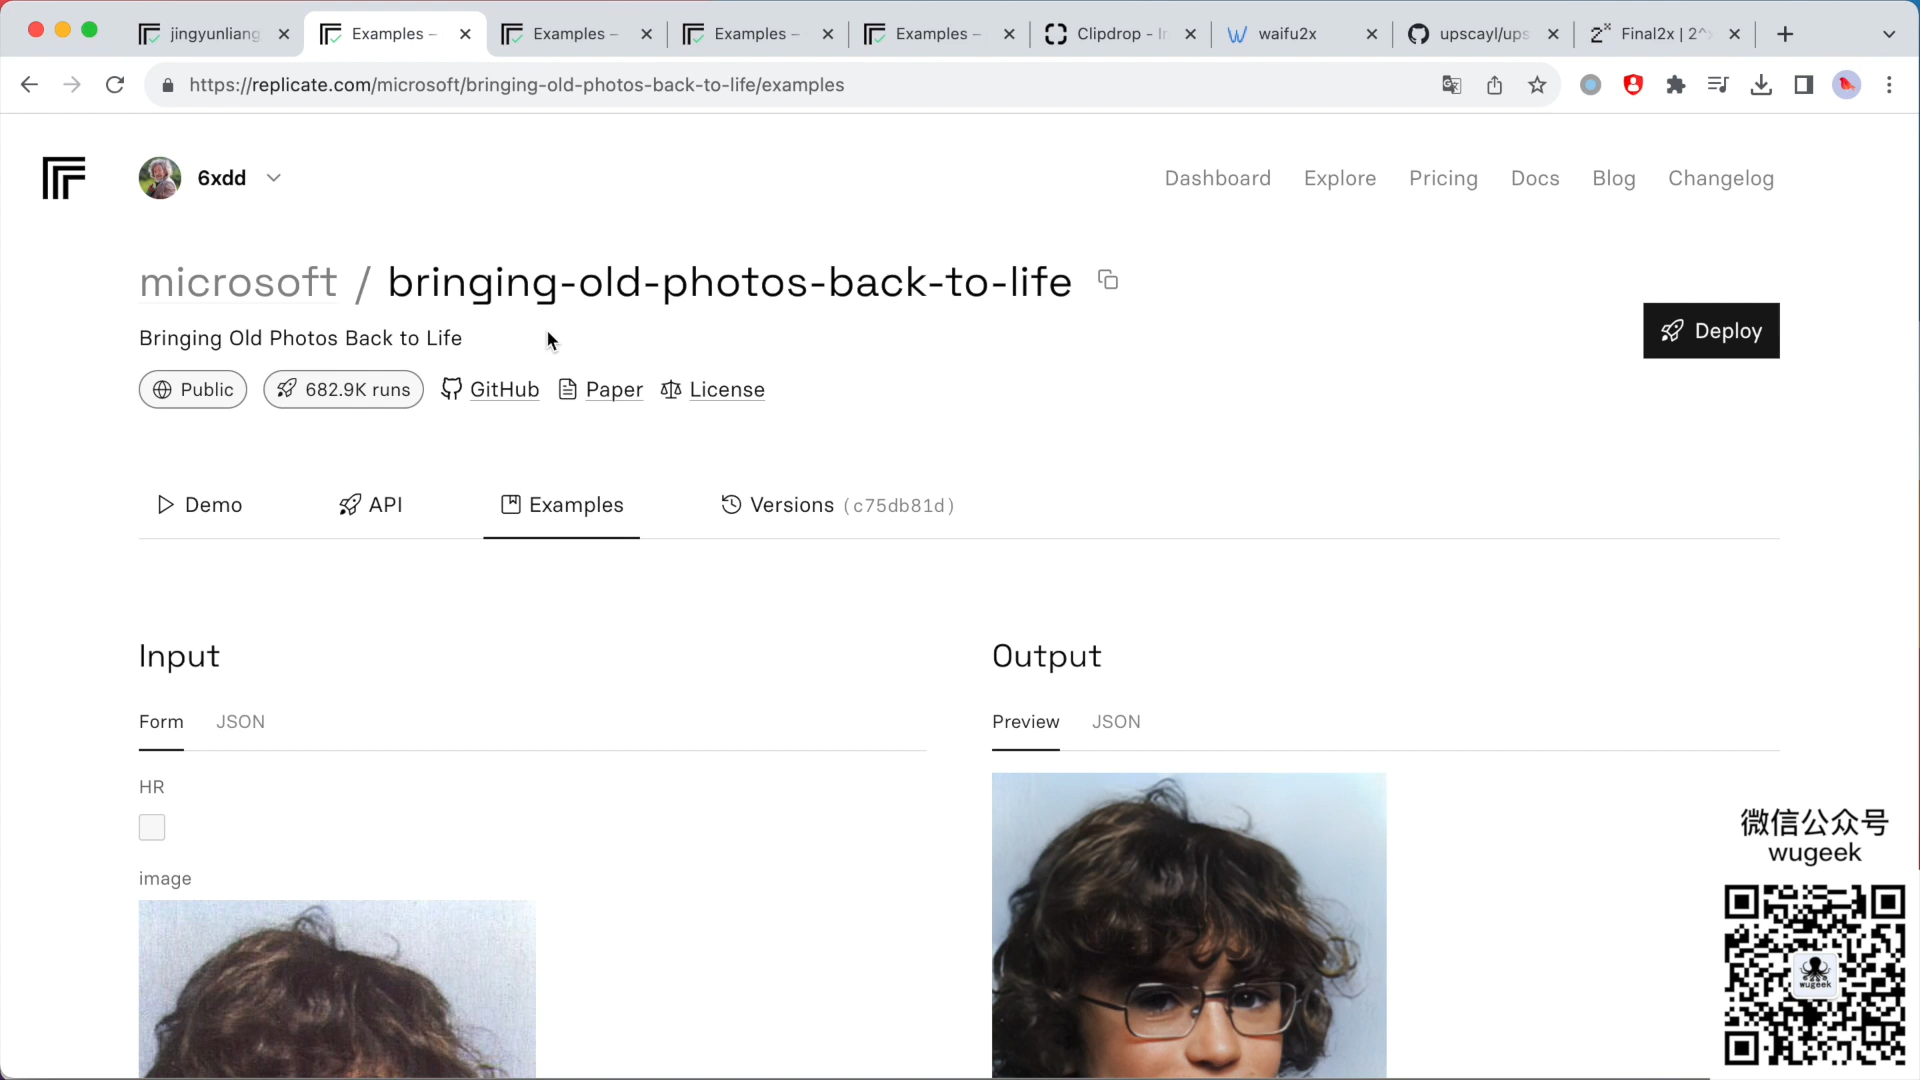 jingyunliang
Examples –
Examples –
Examples –
Examples –
Clipdrop - In
waifu2x
upscayl/ups
Final2x | 2^
https://replicate.com/microsoft/bringing-old-photos-back-to-life/examples
6xdd
Dashboard
Explore
Pricing
Docs
Blog
Changelog
microsoft / bringing-old-photos-back-to-life
Bringing Old Photos Back to Life
Deploy
Public
682.9K runs
GitHub
Paper
License
Demo
API
Examples
Versions (c75db81d)
Input
Output
Form
JSON
Preview
JSON
HR
image
微信公众号
wugeek
wugeek